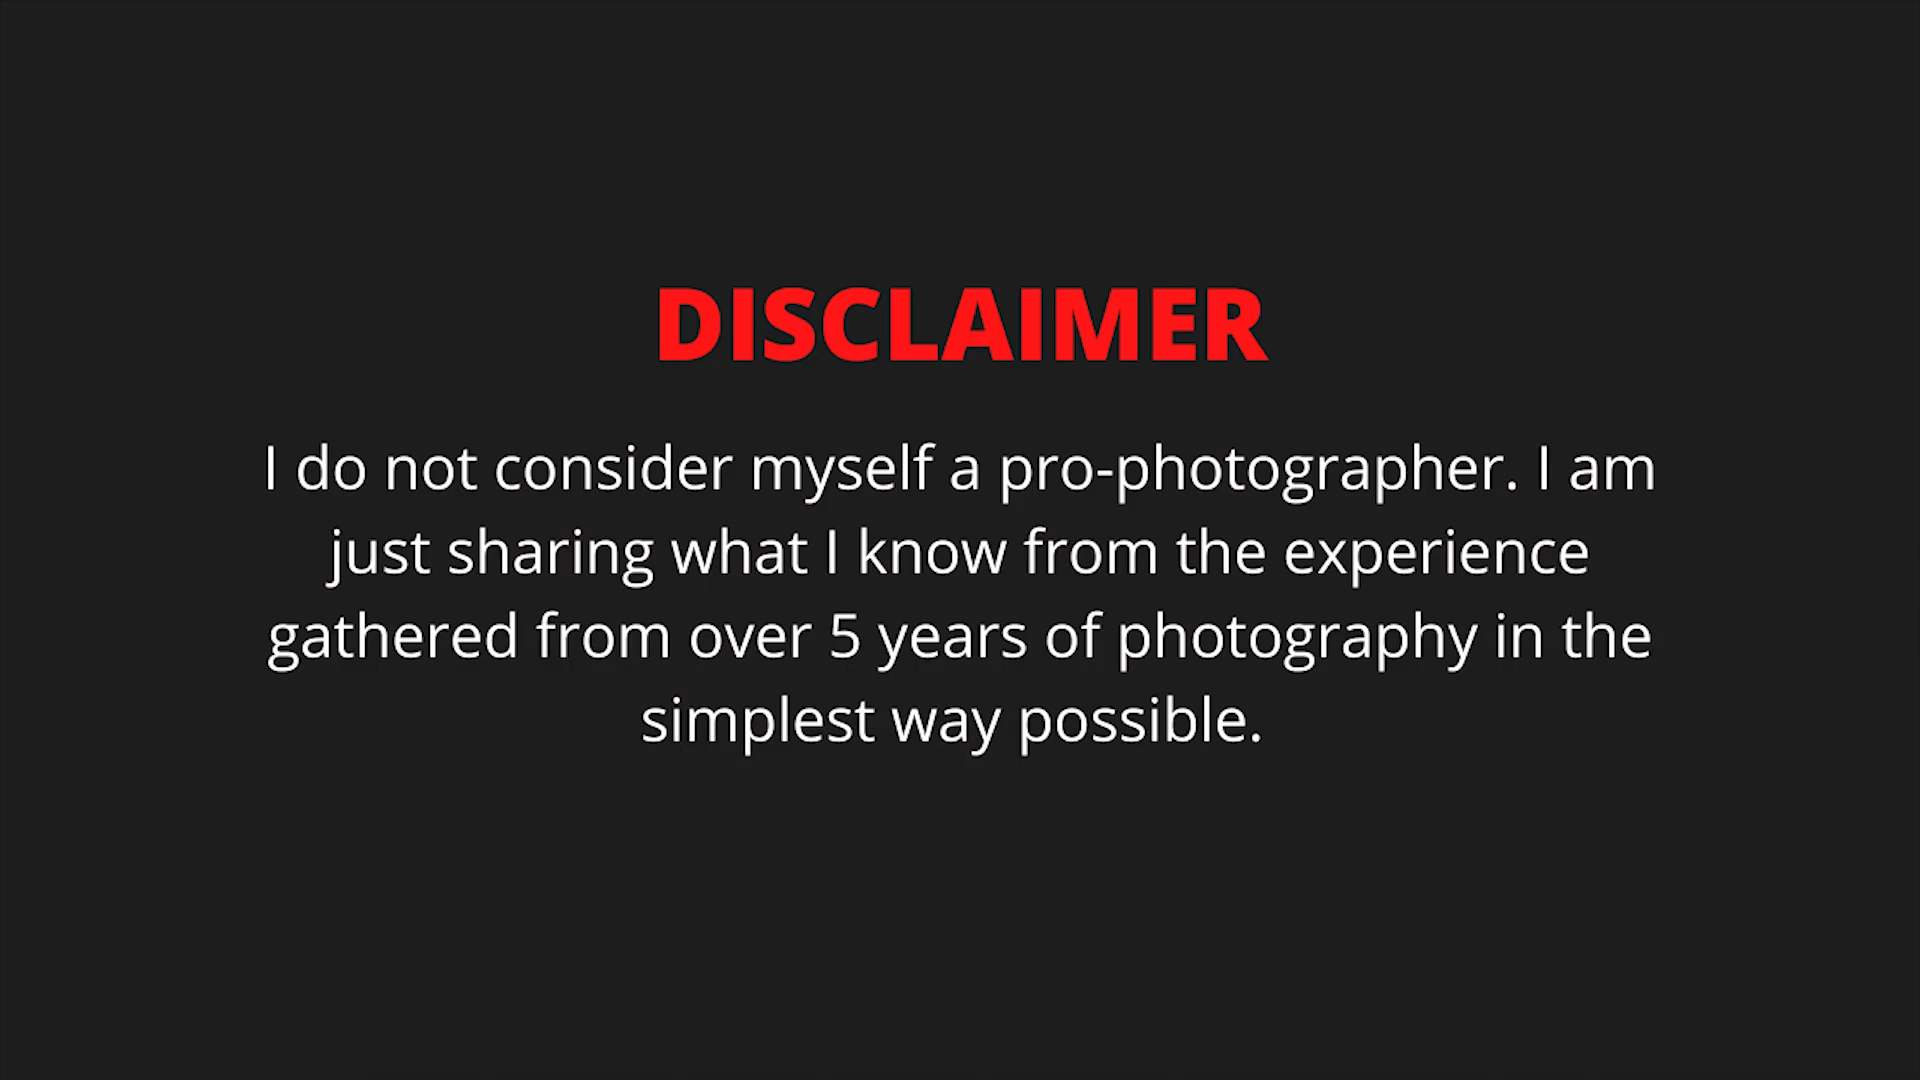 DISCLAIMER
I do not consider myself a pro-photographer. I am
just sharing what I know from the experience
gathered from over 5 years of photography in the
simplest way possible.